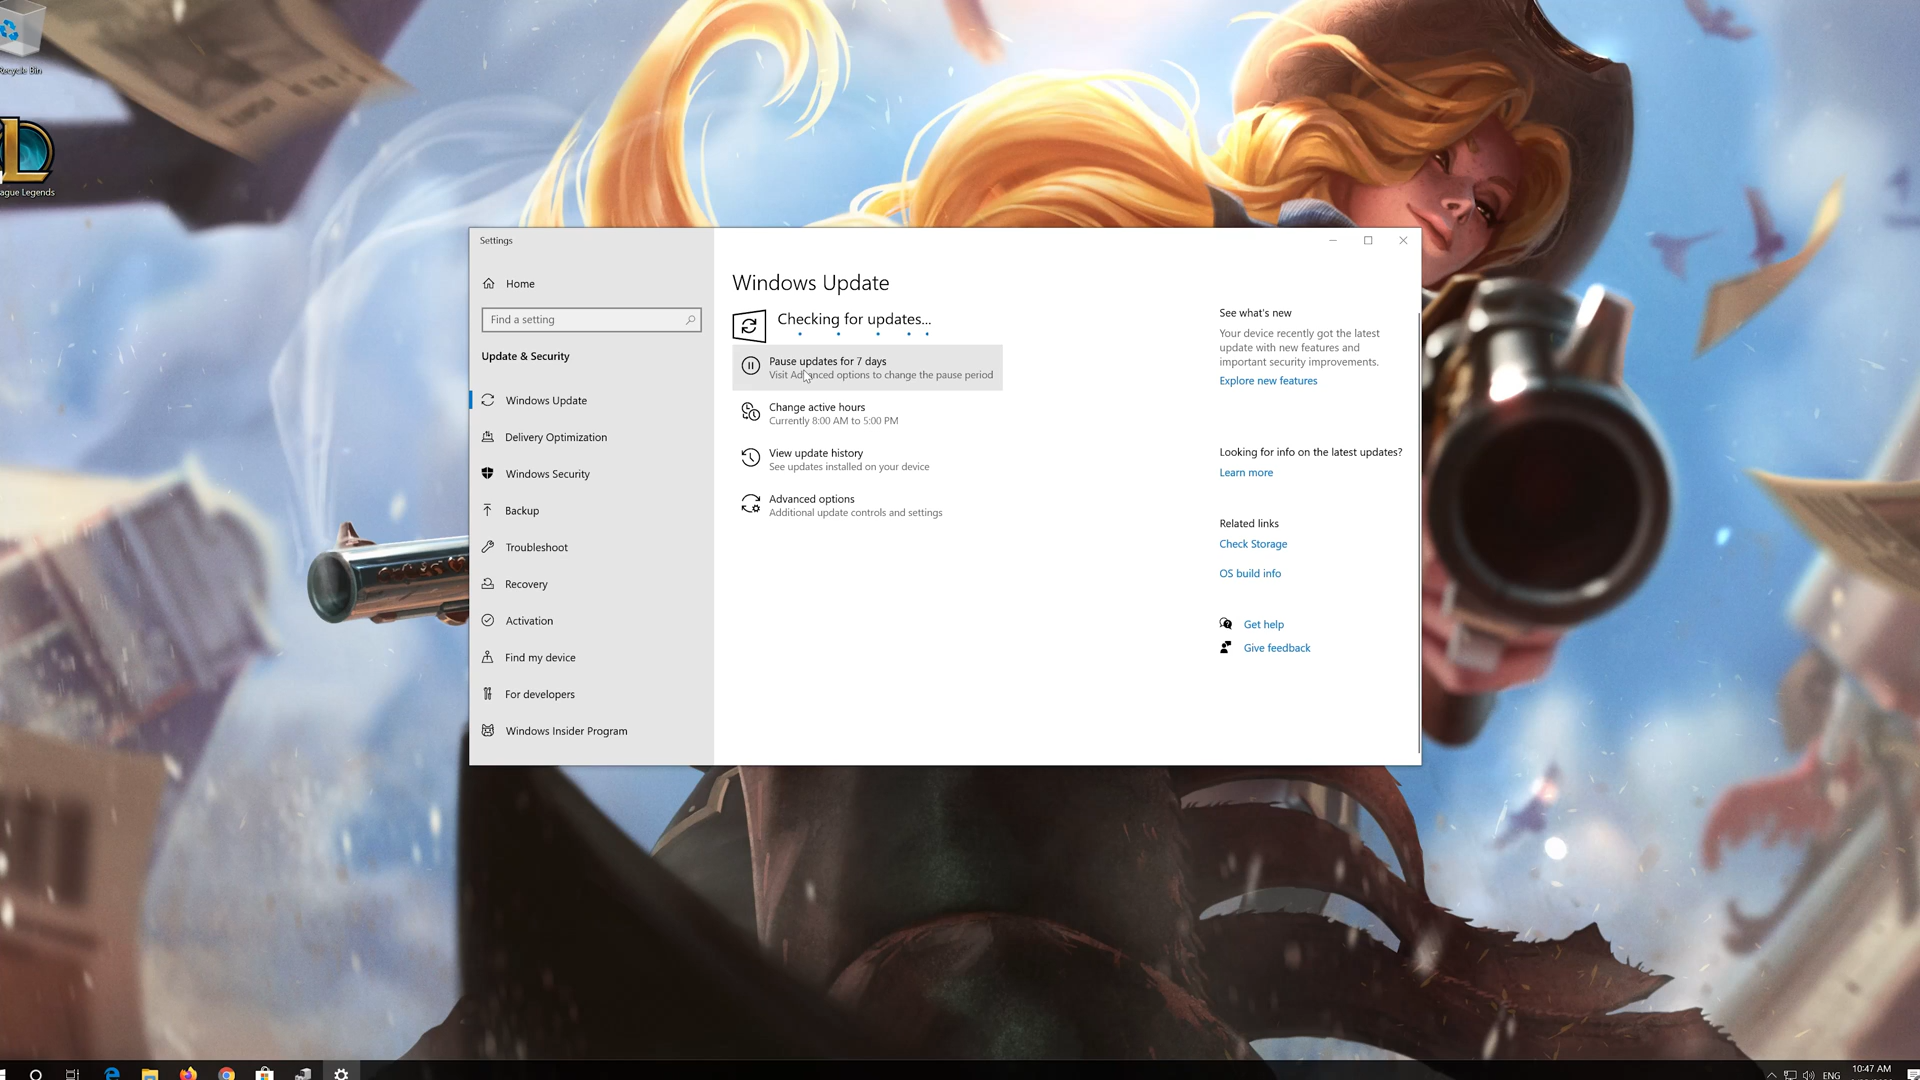 Recycle Bin
ague Legends
Settings
Home
Find a setting
Update & Security
Windows Update
Delivery Optimization
Windows Security
Backup
Troubleshoot
Recovery
Activation
Find my device
For developers
Windows Insider Program
Windows Update
Checking for updates...
Pause updates for 7 days
Visit Advanced options to change the pause period
Change active hours
Currently 8:00 AM to 5:00 PM
View update history
See updates installed on your device
Advanced options
Additional update controls and settings
See what's new
Your device recently got the latest
update with new features and
important security improvements.
Explore new features
Looking for info on the latest updates?
Learn more
Related links
Check Storage
OS build info
Get help
Give feedback
ENG
10:47 AM